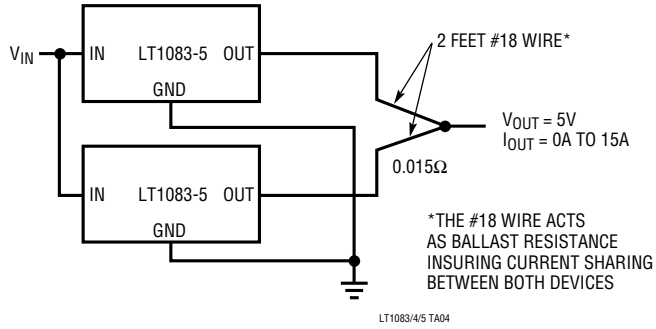 V_IN
IN LT1083-5 OUT
GND
2 FEET #18 WIRE*
V_OUT = 5V
I_OUT = 0A TO 15A
0.015Ω
IN LT1083-5 OUT
GND
*THE #18 WIRE ACTS
AS BALLAST RESISTANCE
INSURING CURRENT SHARING
BETWEEN BOTH DEVICES
LT1083/4/5 TA04